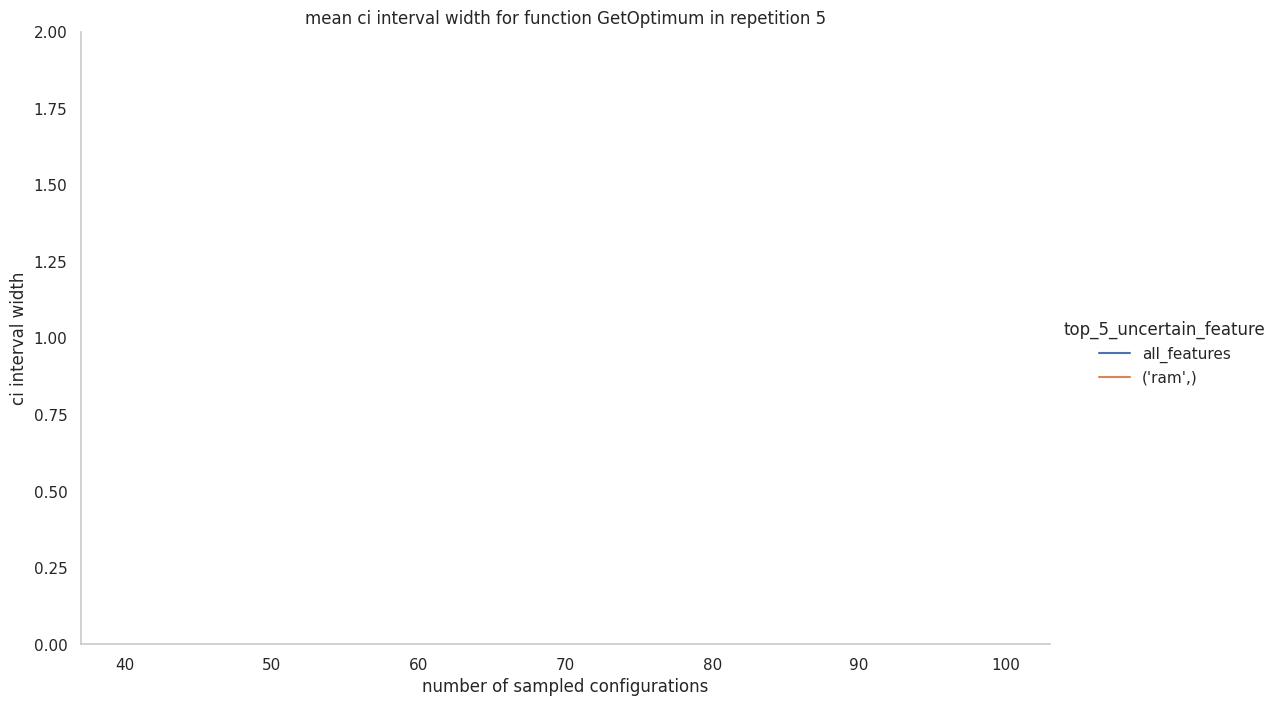 mean ci interval width for function GetOptimum in repetition 5
2.00
1.75
1.50
1.25
1.00
0.75
0.50
0.25
0.00
ci interval width
40 50 60 70 80 90 100
number of sampled configurations
top_5_uncertain_feature
all_features
('ram',)